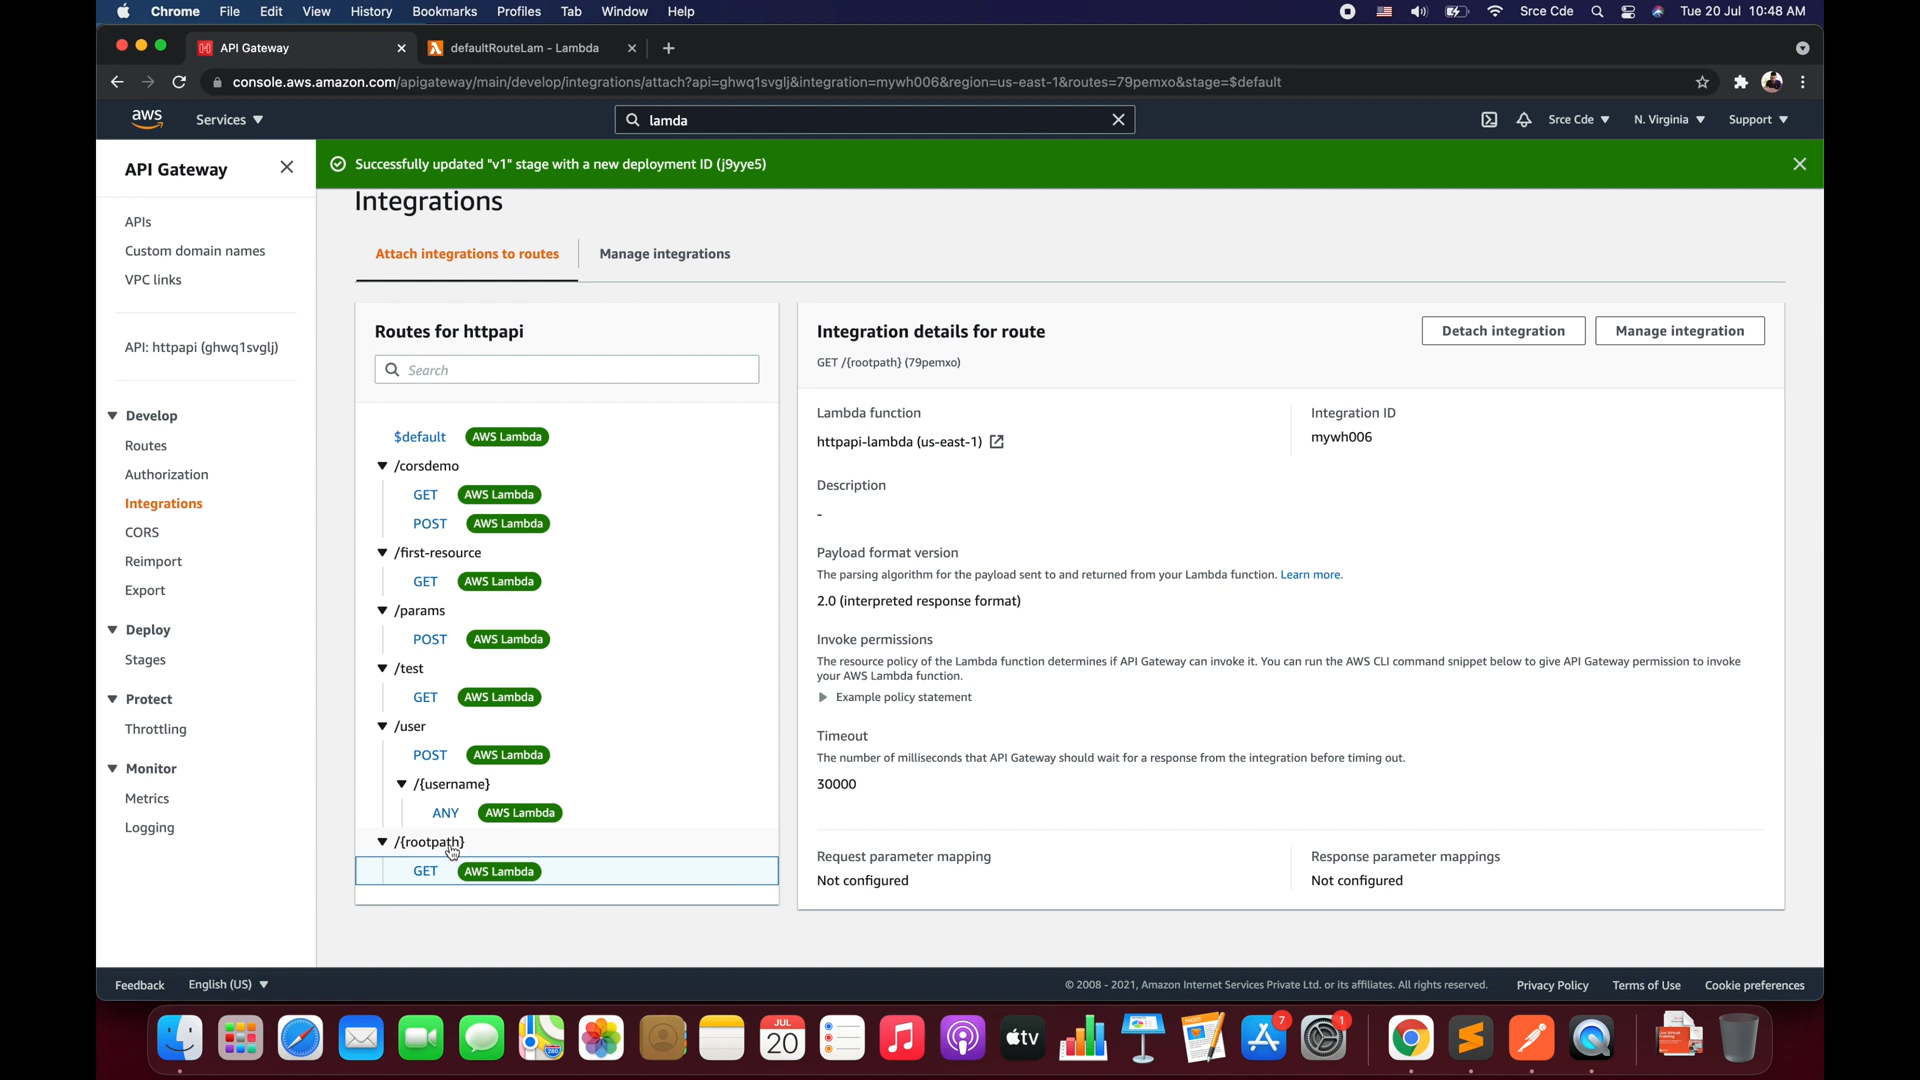 Chrome File Edit View History Bookmarks Profiles Tab Window Help Srce Cde Tue 20 Jul 10:48 AM
API Gateway defaultRouteLam - Lambda
console.aws.amazon.com/apigateway/main/develop/integrations/attach?api=ghwq1svglj&integration=mywh006&region=us-east-1&routes=79pemxo&stage=$default
aws Services lamda Srce Cde N. Virginia Support
API Gateway
Successfully updated "v1" stage with a new deployment ID (j9yye5)
APIs
Custom domain names
VPC links
API: httpapi (ghwq1svglj)
Develop
Routes
Authorization
Integrations
CORS
Reimport
Export
Deploy
Stages
Protect
Throttling
Monitor
Metrics
Logging
Integrations
Attach integrations to routes Manage integrations
Routes for httpapi
Search
$default AWS Lambda
/corsdemo
GET AWS Lambda
POST AWS Lambda
/first-resource
GET AWS Lambda
/params
POST AWS Lambda
/test
GET AWS Lambda
/user
POST AWS Lambda
/{username}
ANY AWS Lambda
/{rootpath}
GET AWS Lambda
Integration details for route
Detach integration Manage integration
GET /{rootpath} (79pemxo)
Lambda function
httpapi-lambda (us-east-1)
Integration ID
mywh006
Description
-
Payload format version
The parsing algorithm for the payload sent to and returned from your Lambda function. Learn more.
2.0 (interpreted response format)
Invoke permissions
The resource policy of the Lambda function determines if API Gateway can invoke it. You can run the AWS CLI command snippet below to give API Gateway permission to invoke
your AWS Lambda function.
Example policy statement
Timeout
The number of milliseconds that API Gateway should wait for a response from the integration before timing out.
30000
Request parameter mapping
Not configured
Response parameter mappings
Not configured
Feedback English (US) © 2008 - 2021, Amazon Internet Services Private Ltd. or its affiliates. All rights reserved. Privacy Policy Terms of Use Cookie preferences
JUL
20
tv
7
1